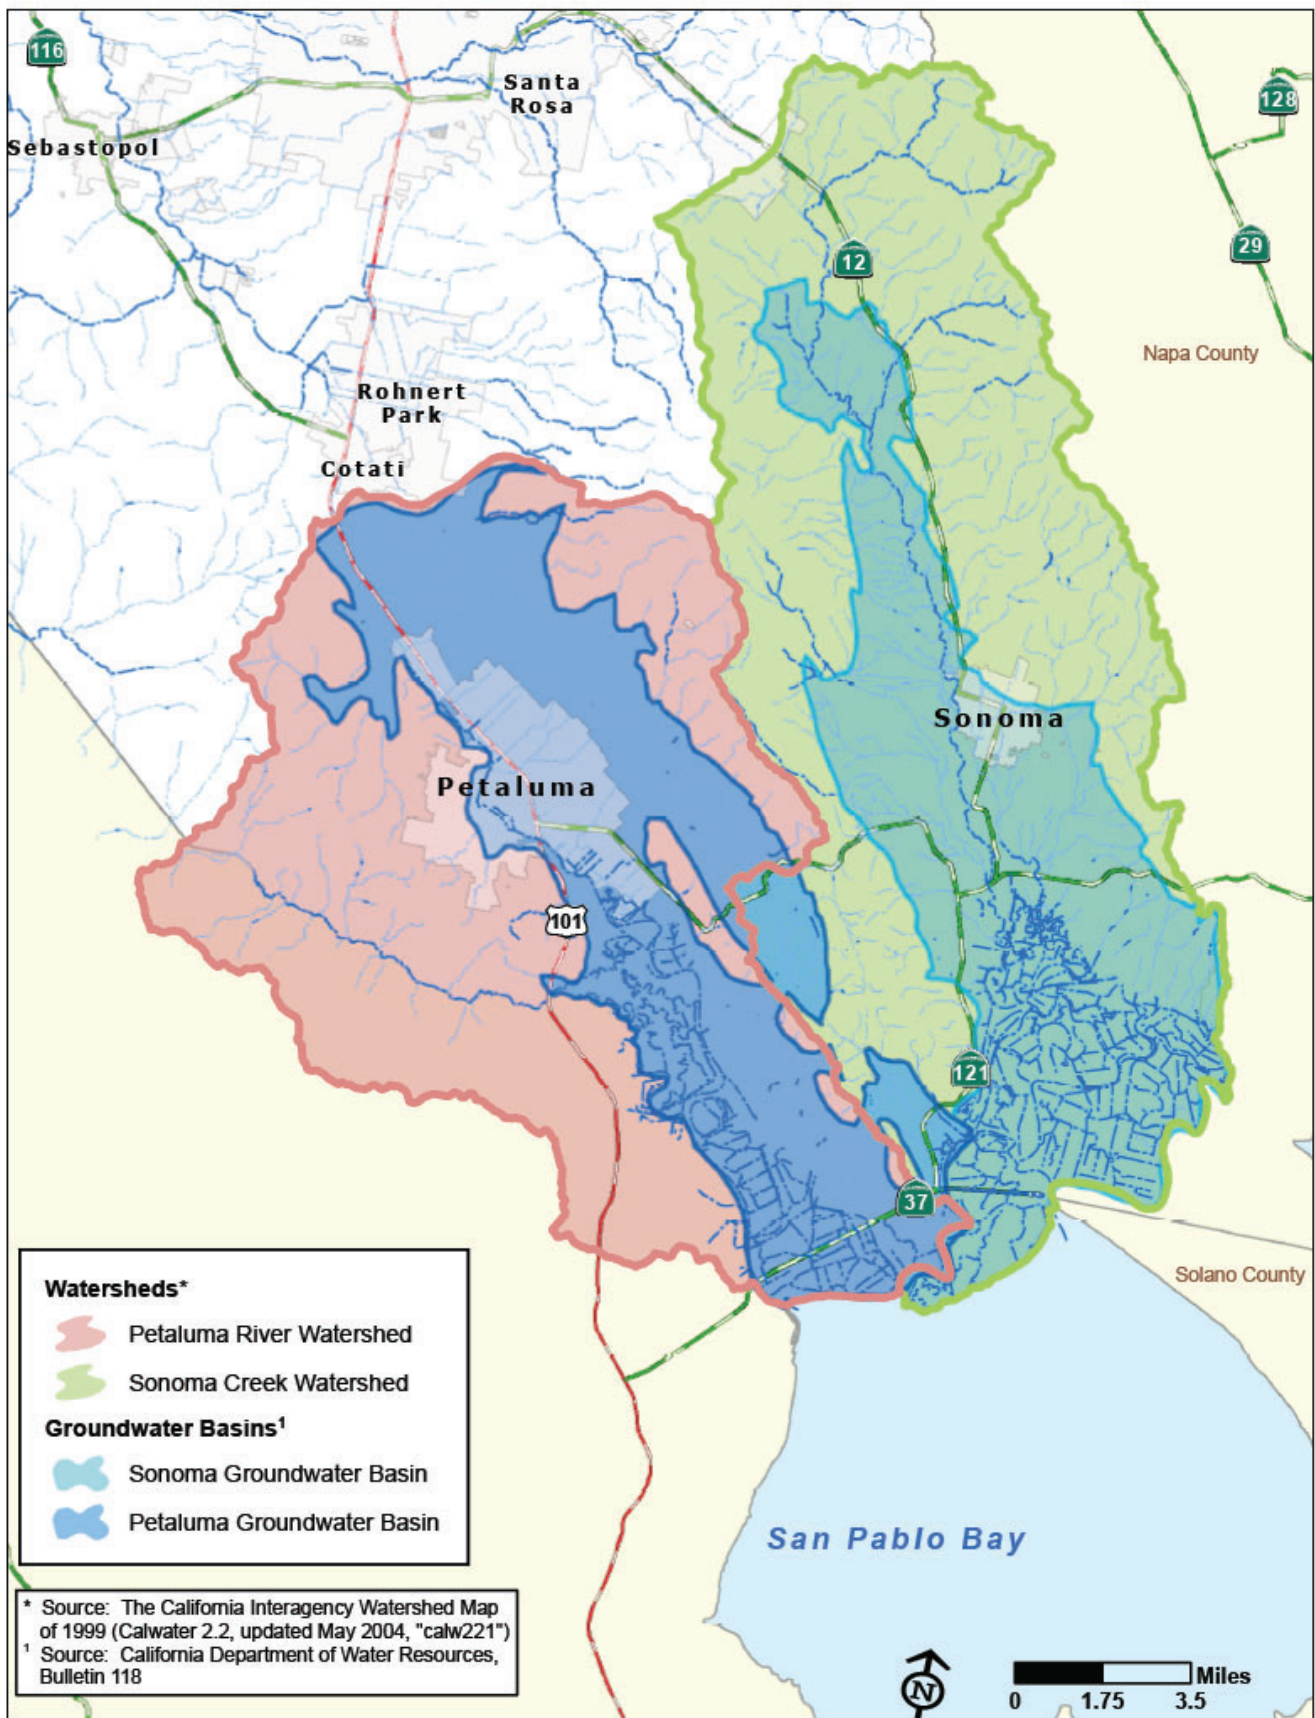 116
Santa
Rosa
128
Sebastopol
12
29
Napa County
Rohnert
Park
Cotati
Sonoma
Petaluma
101
121
37
Solano County
Watersheds*
Petaluma River Watershed
Sonoma Creek Watershed
Groundwater Basins¹
Sonoma Groundwater Basin
Petaluma Groundwater Basin
San Pablo Bay
* Source: The California Interagency Watershed Map
of 1999 (Calwater 2.2, updated May 2004, "calw221")
¹ Source: California Department of Water Resources,
Bulletin 118
N
Miles
0 1.75 3.5